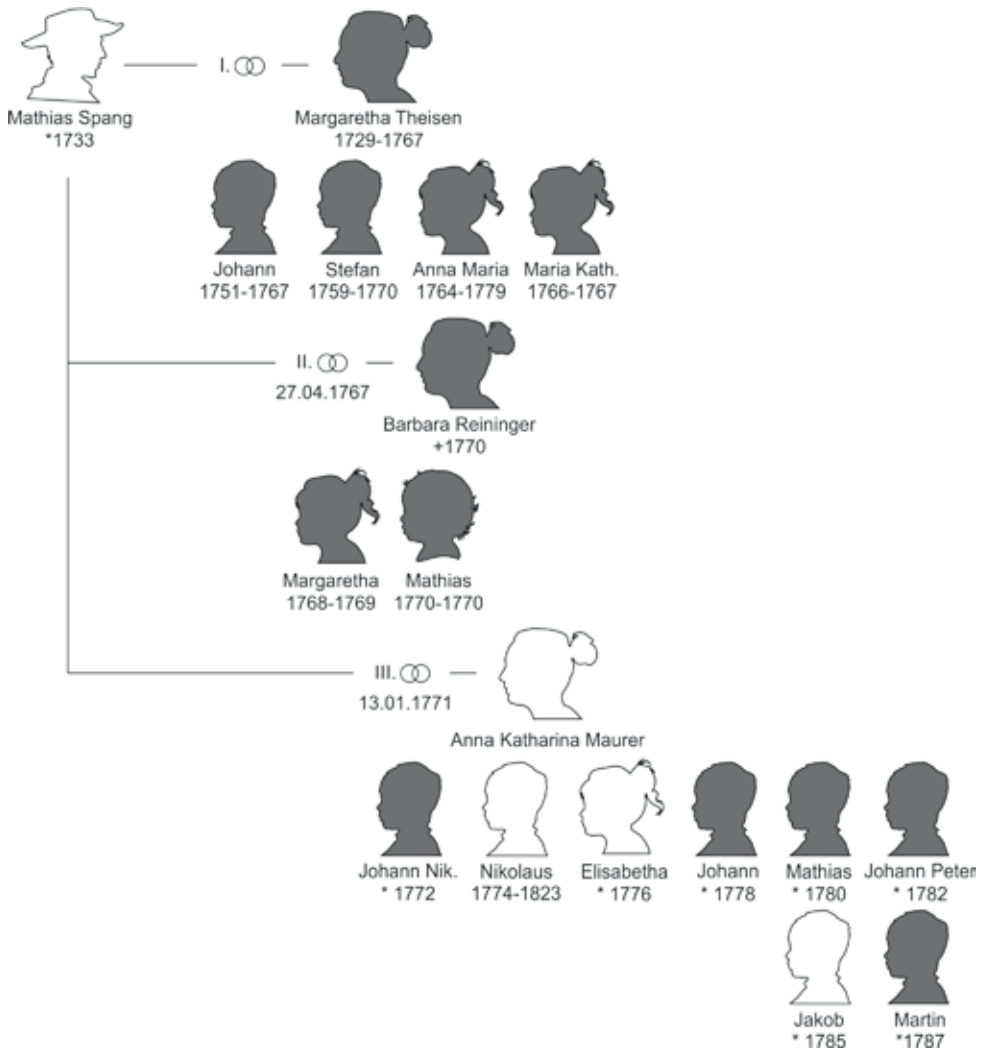 I.
Mathias Spang
*1733
Margaretha Theisen
1729-1767
Johann
1751-1767
Stefan
1759-1770
Anna Maria
1764-1779
Maria Kath.
1766-1767
II.
27.04.1767
Barbara Reininger
+1770
Margaretha
1768-1769
Mathias
1770-1770
III.
13.01.1771
Anna Katharina Maurer
Johann Nik.
* 1772
Nikolaus
1774-1823
Elisabetha
* 1776
Johann
* 1778
Mathias
* 1780
Johann Peter
* 1782
Jakob
* 1785
Martin
*1787